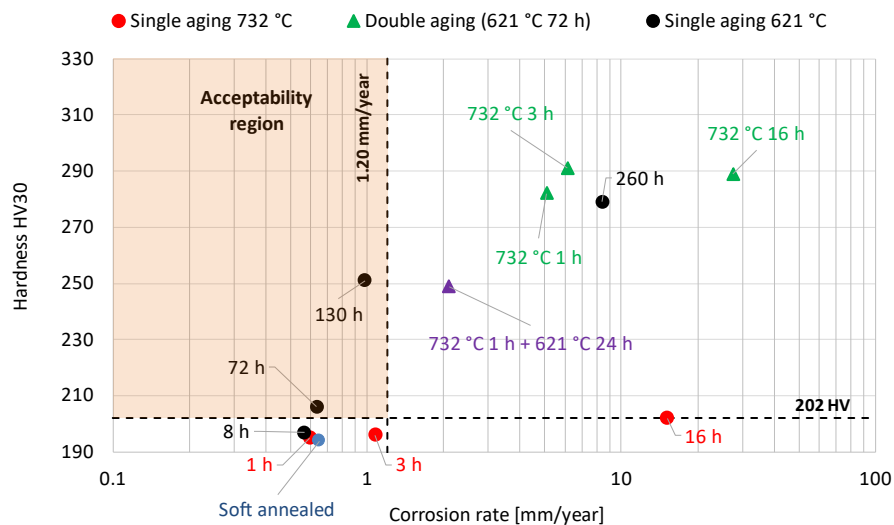 Single aging 732 °C
Double aging (621 °C 72 h)
Single aging 621 °C
330
310
290
270
250
230
210
190
Hardness HV30
Acceptability
region
1.20 mm/year
732 °C 3 h
732 °C 16 h
260 h
732 °C 1 h
130 h
732 °C 1 h + 621 °C 24 h
72 h
202 HV
8 h
16 h
1 h
3 h
Soft annealed
0.1
1
10
100
Corrosion rate [mm/year]